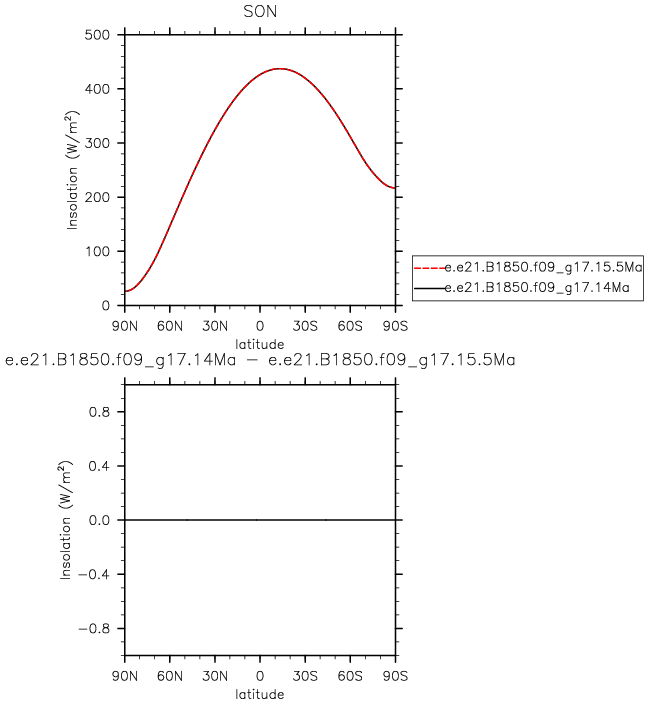 SON
500
400
300
200
100
0
Insolation (W/m²)
90N 60N 30N 0 30S 60S 90S
latitude
e.e21.B1850.f09_g17.15.5Ma
e.e21.B1850.f09_g17.14Ma
e.e21.B1850.f09_g17.14Ma − e.e21.B1850.f09_g17.15.5Ma
0.8
0.4
0.0
−0.4
−0.8
Insolation (W/m²)
90N 60N 30N 0 30S 60S 90S
latitude